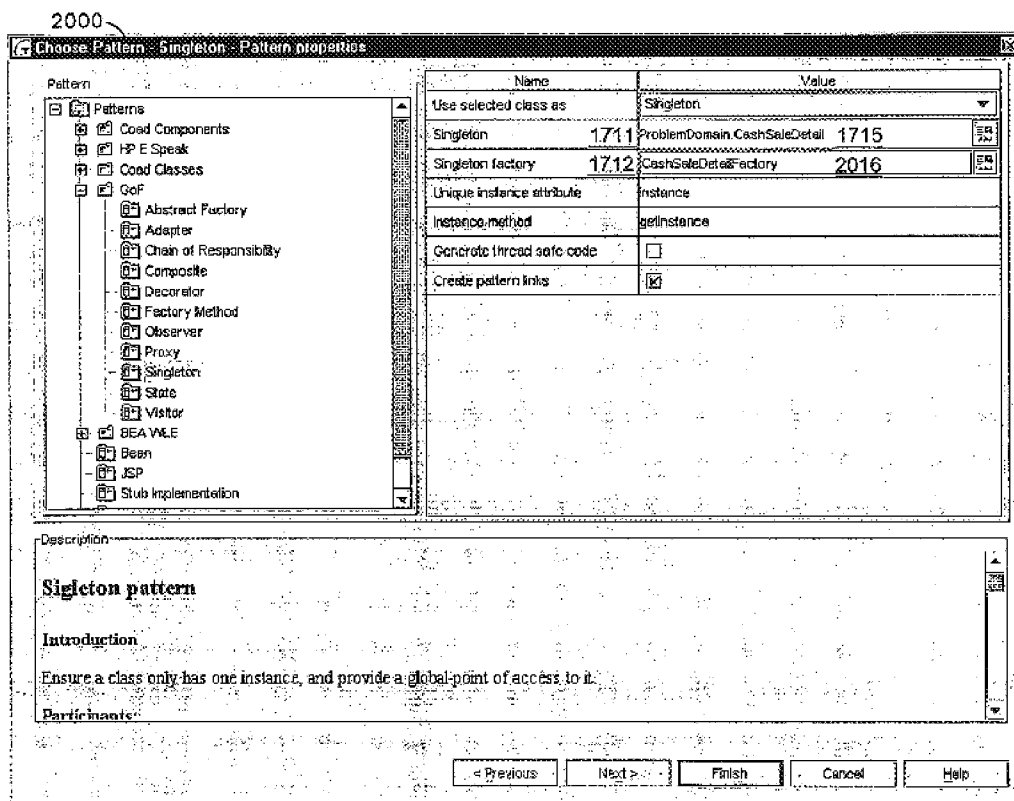 2000
Choose Pattern - Singleton - Pattern properties
Pattern
Patterns
Coad Components
HP E Speak
Coad Classes
GoF
Abstract Factory
Adapter
Chain of Responsibility
Composite
Decorator
Factory Method
Observer
Proxy
Singleton
State
Visitor
BEA WLE
Bean
JSP
Stub Implementation
Name Value
Use selected class as Singleton
Singleton 1711 ProblemDomain.CashSaleDetail 1715
Singleton factory 1712 CashSaleDetailFactory 2016
Unique instance attribute instance
Instance method getInstance
Generate thread safe code
Create pattern links
Description
Sigleton pattern
Introduction
Ensure a class only has one instance, and provide a global point of access to it.
Participants
< Previous Next > Finish Cancel Help